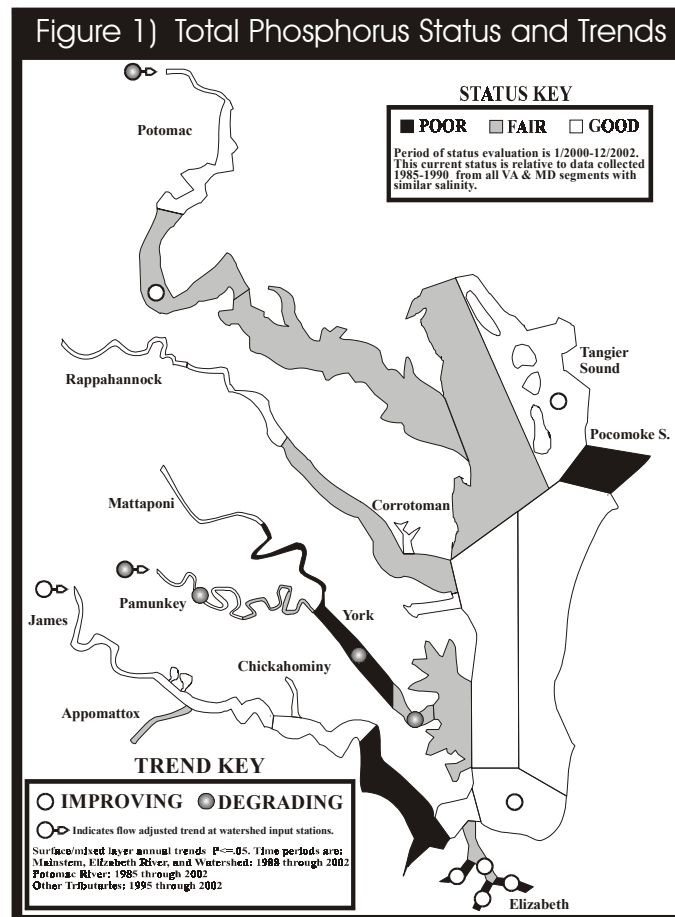 Figure 1) Total Phosphorus Status and Trends
STATUS KEY
POOR FAIR GOOD
Period of status evaluation is 1/2000-12/2002.
This current status is relative to data collected
1985-1990 from all VA & MD segments with
similar salinity.
Potomac
Tangier
Sound
Rappahannock
Pocomoke S.
Mattaponi
Corrotoman
Pamunkey
James
York
Chickahominy
Appomattox
TREND KEY
IMPROVING DEGRADING
Indicates flow adjusted trend at watershed input stations.
Surface/mixed layer annual trends P<=.05. Time periods are:
Mainstem, Elizabeth River, and Watershed: 1988 through 2002
Potomac River: 1985 through 2002
Other Tributaries: 1995 through 2002
Elizabeth